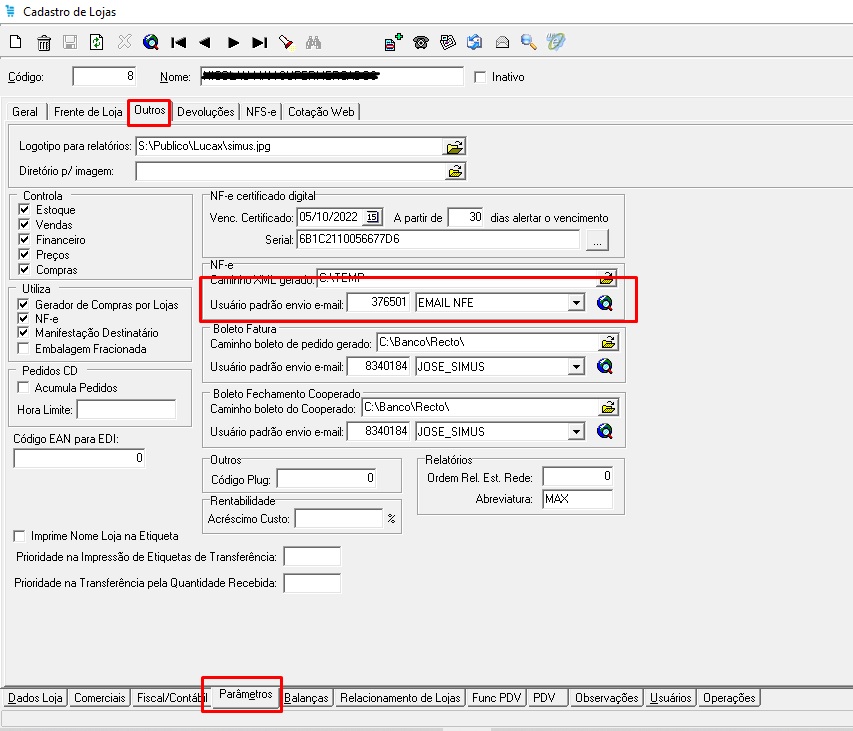 Cadastro de Lojas
Código: 8 Nome: Inativo
Geral Frente de Loja Outros Devoluções NFS-e Cotação Web
Logotipo para relatórios: S:\Publico\Lucax\simus.jpg
Diretório p/ imagem:
Controla
Estoque
Vendas
Financeiro
Preços
Compras
Utiliza
Gerador de Compras por Lojas
NF-e
Manifestação Destinatário
Embalagem Fracionada
Pedidos CD
Acumula Pedidos
Hora Limite:
Código EAN para EDI:
0
NF-e certificado digital
Venc. Certificado: 05/10/2022 15 A partir de 30 dias alertar o vencimento
Serial: 6B1C2110056677D6 ...
NF-e
Caminho XML gerado: C:\TEMP
Usuário padrão envio e-mail: 376501 EMAIL NFE
Boleto Fatura
Caminho boleto de pedido gerado: C:\Banco\Recto\
Usuário padrão envio e-mail: 8340184 JOSE_SIMUS
Boleto Fechamento Cooperado
Caminho boleto do Cooperado: C:\Banco\Recto\
Usuário padrão envio e-mail: 8340184 JOSE_SIMUS
Outros
Código Plug: 0
Rentabilidade
Acréscimo Custo: %
Relatórios
Ordem Rel. Est. Rede: 0
Abreviatura: MAX
Imprime Nome Loja na Etiqueta
Prioridade na Impressão de Etiquetas de Transferência:
Prioridade na Transferência pela Quantidade Recebida:
Dados Loja Comerciais Fiscal/Contábil Parâmetros Balanças Relacionamento de Lojas Func PDV PDV Observações Usuários Operações